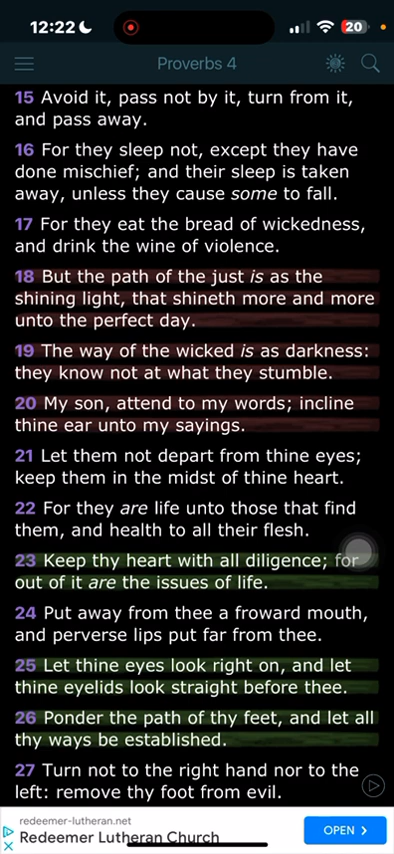 12:22
20
Proverbs 4
15 Avoid it, pass not by it, turn from it,
and pass away.
16 For they sleep not, except they have
done mischief; and their sleep is taken
away, unless they cause some to fall.
17 For they eat the bread of wickedness,
and drink the wine of violence.
18 But the path of the just is as the
shining light, that shineth more and more
unto the perfect day.
19 The way of the wicked is as darkness:
they know not at what they stumble.
20 My son, attend to my words; incline
thine ear unto my sayings.
21 Let them not depart from thine eyes;
keep them in the midst of thine heart.
22 For they are life unto those that find
them, and health to all their flesh.
23 Keep thy heart with all diligence; for
out of it are the issues of life.
24 Put away from thee a froward mouth,
and perverse lips put far from thee.
25 Let thine eyes look right on, and let
thine eyelids look straight before thee.
26 Ponder the path of thy feet, and let all
thy ways be established.
27 Turn not to the right hand nor to the
left: remove thy foot from evil.
redeemer-lutheran.net
Redeemer Lutheran Church
OPEN